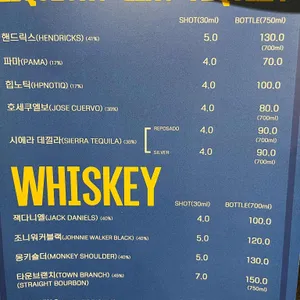 SHOT(30ml) BOTTLE(750ml)
핸드릭스(HENDRICKS) (41%) 5.0 130.0
(700ml)
파마(PAMA) (17%) 4.0 70.0
힙노틱(HPNOTIQ) (17%) 4.0 100.0
호세쿠엘보(JOSE CUERVO) (38%) 4.0 80.0
(700ml)
REPOSADO 4.0 90.0
(700ml)
시에라 데낄라(SIERRA TEQUILA) (38%)
SILVER 4.0 90.0
(700ml)
WHISKEY
SHOT(30ml) BOTTLE(700ml)
잭다니엘(JACK DANIELS) (40%) 4.0 100.0
조니워커블랙(JOHNNIE WALKER BLACK) (40%) 5.0 120.0
몽키숄더(MONKEY SHOULDER) (40%) 5.0 130.0
타운브랜치(TOWN BRANCH) (45%) 7.0 150.0
(STRAIGHT BOURBON) (750ml)